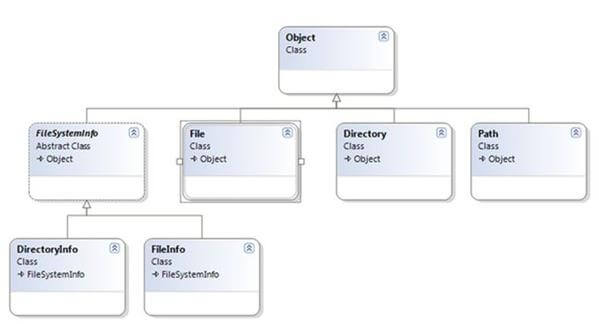 Object
Class
FileSystemInfo
Abstract Class
Object
File
Class
Object
Directory
Class
Object
Path
Class
Object
DirectoryInfo
Class
FileSystemInfo
FileInfo
Class
FileSystemInfo